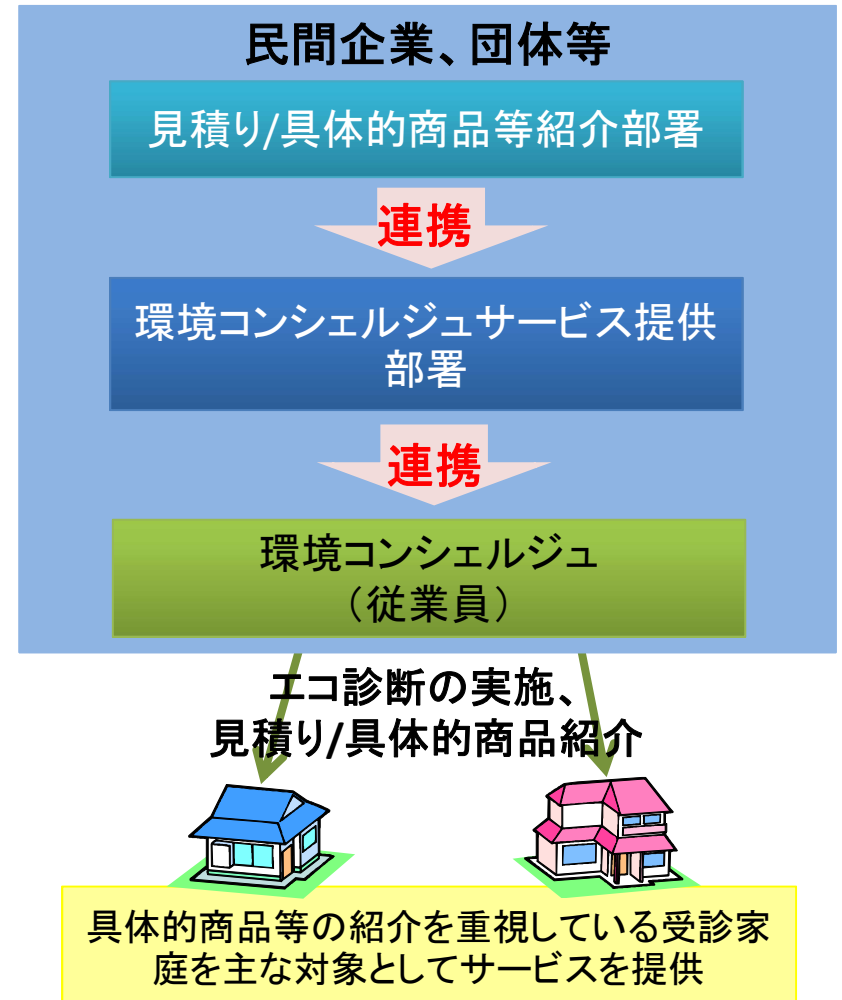 民間企業、団体等
見積り/具体的商品等紹介部署
連携
環境コンシェルジュサービス提供
部署
連携
環境コンシェルジュ
（従業員）
エコ診断の実施、
見積り/具体的商品紹介
具体的商品等の紹介を重視している受診家
庭を主な対象としてサービスを提供